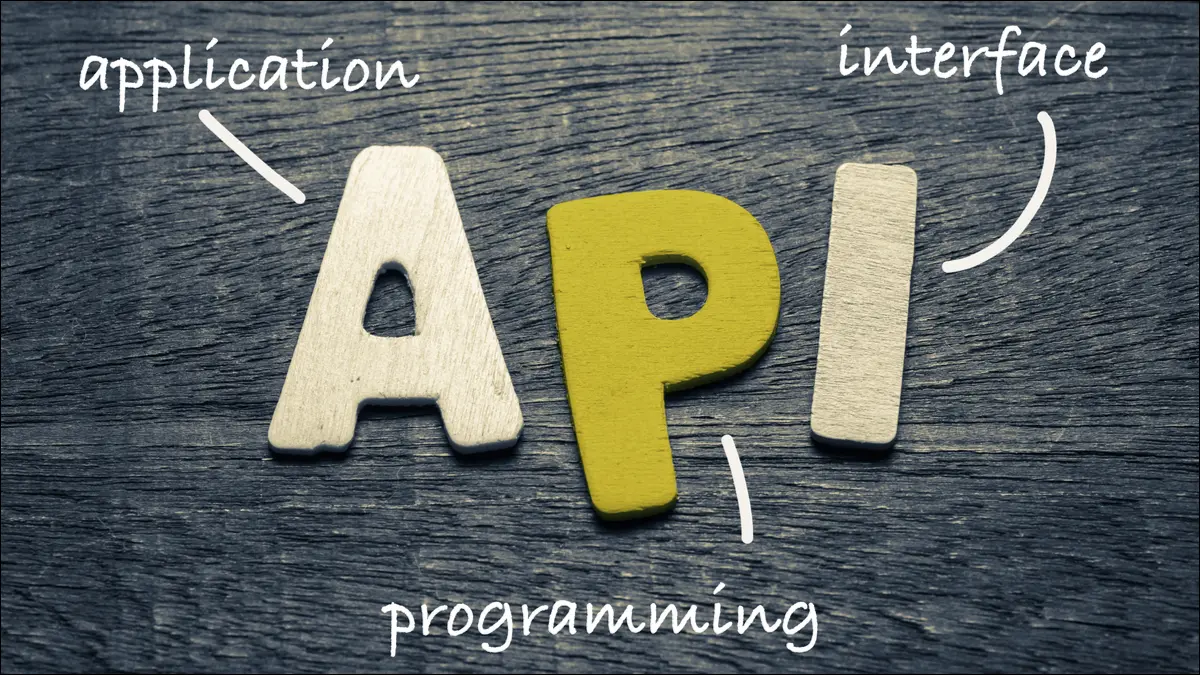 application
interface
API
programming